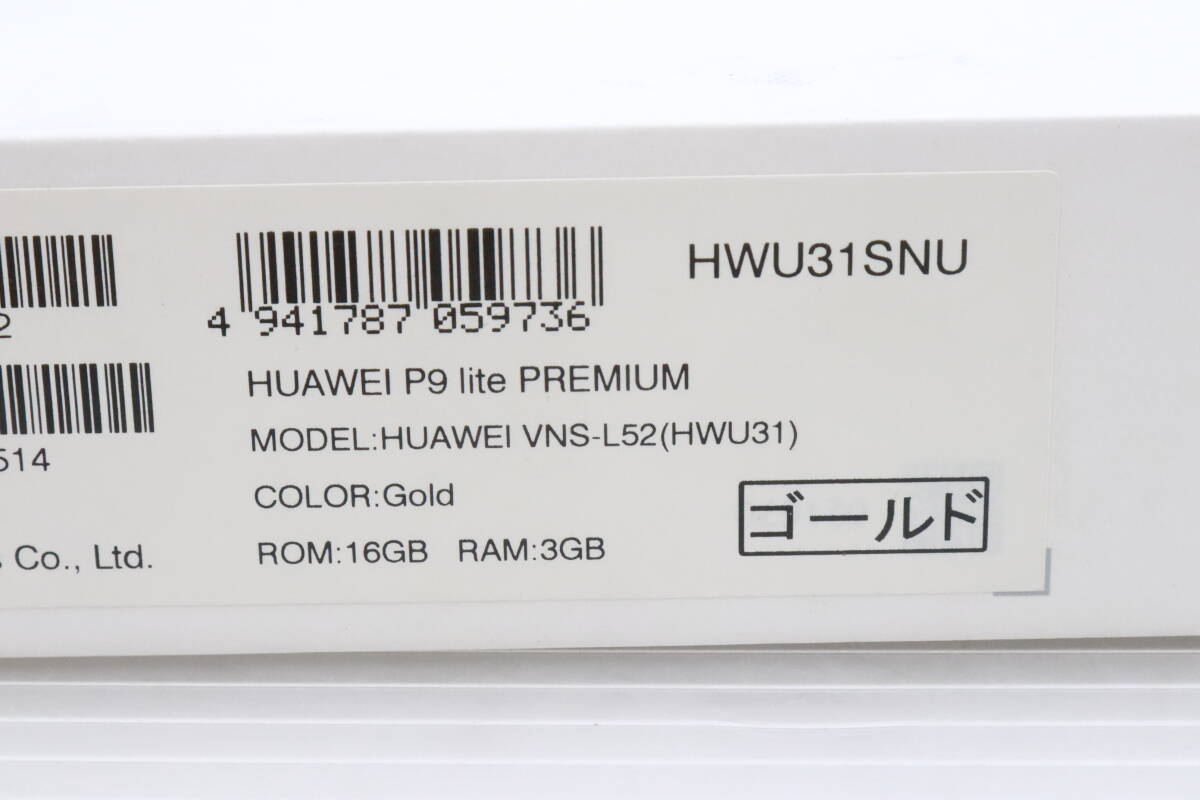 2
4 941787 059736
HWU31SNU
HUAWEI P9 lite PREMIUM
MODEL:HUAWEI VNS-L52(HWU31)
514
COLOR:Gold
ゴールド
Co., Ltd.
ROM:16GB RAM:3GB